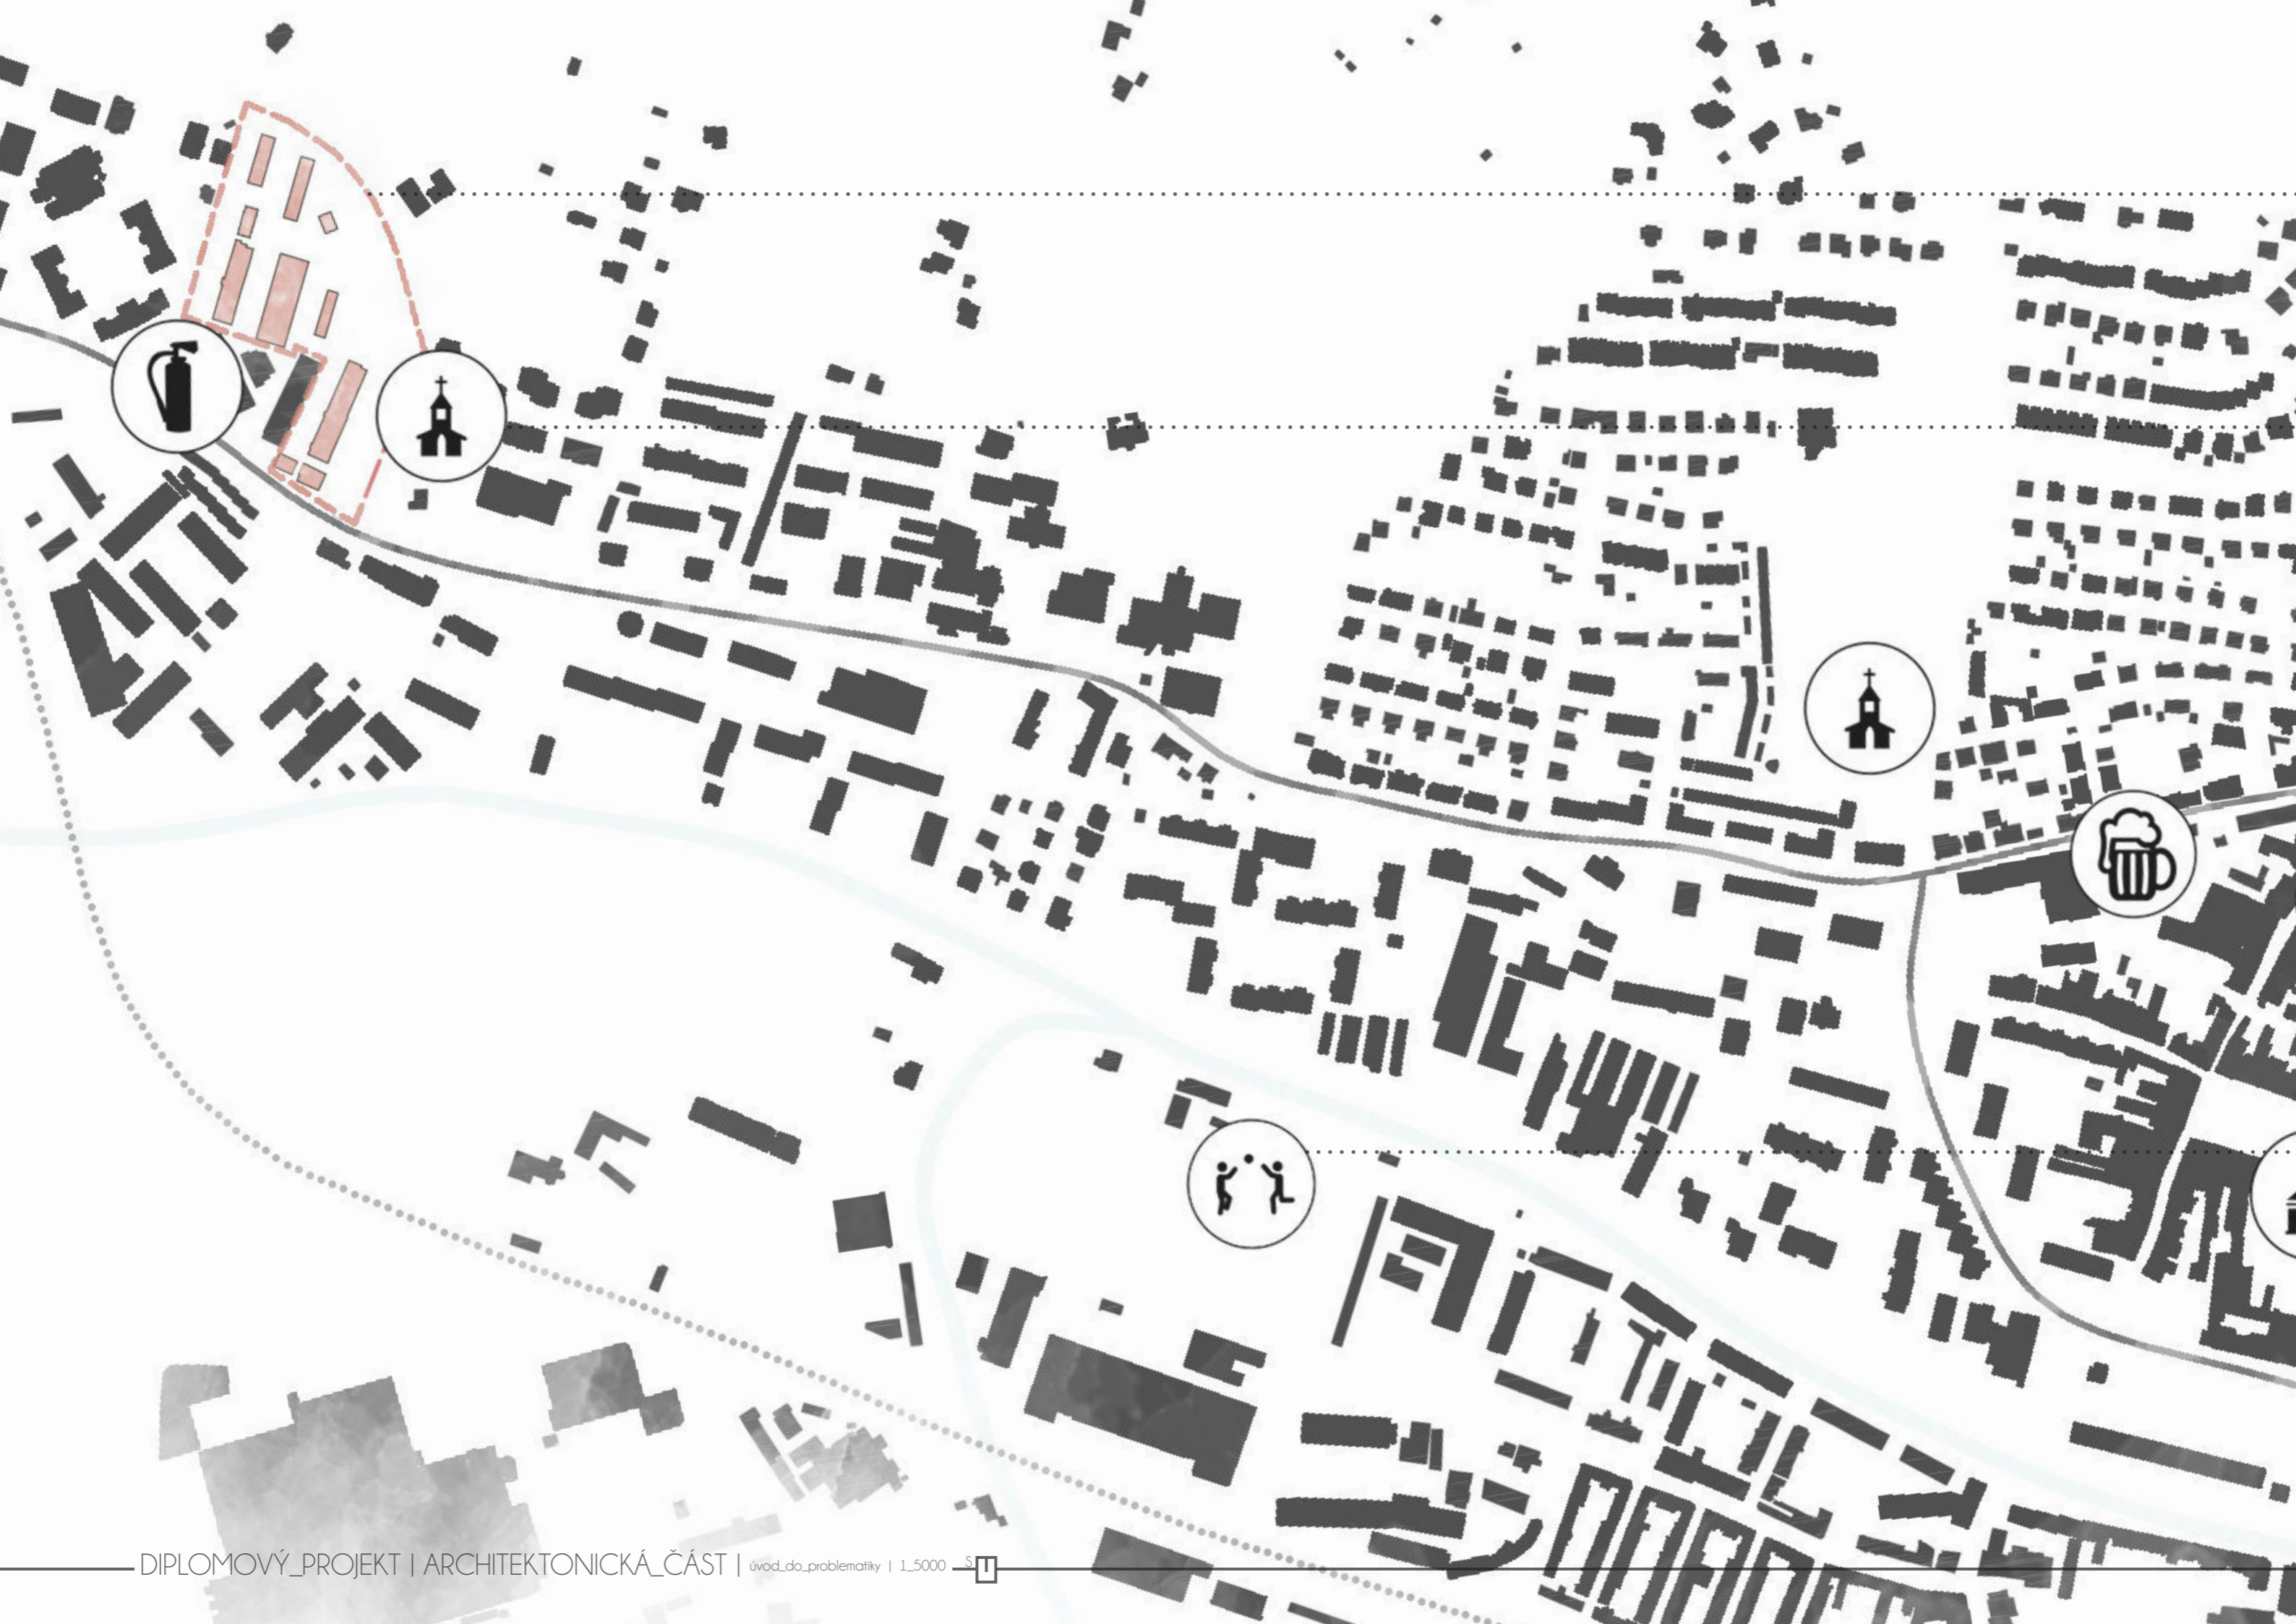 DIPLOMOVÝ_PROJEKT | ARCHITEKTONICKÁ_ČÁST | úvod_do_problematiky | 1_5000 S